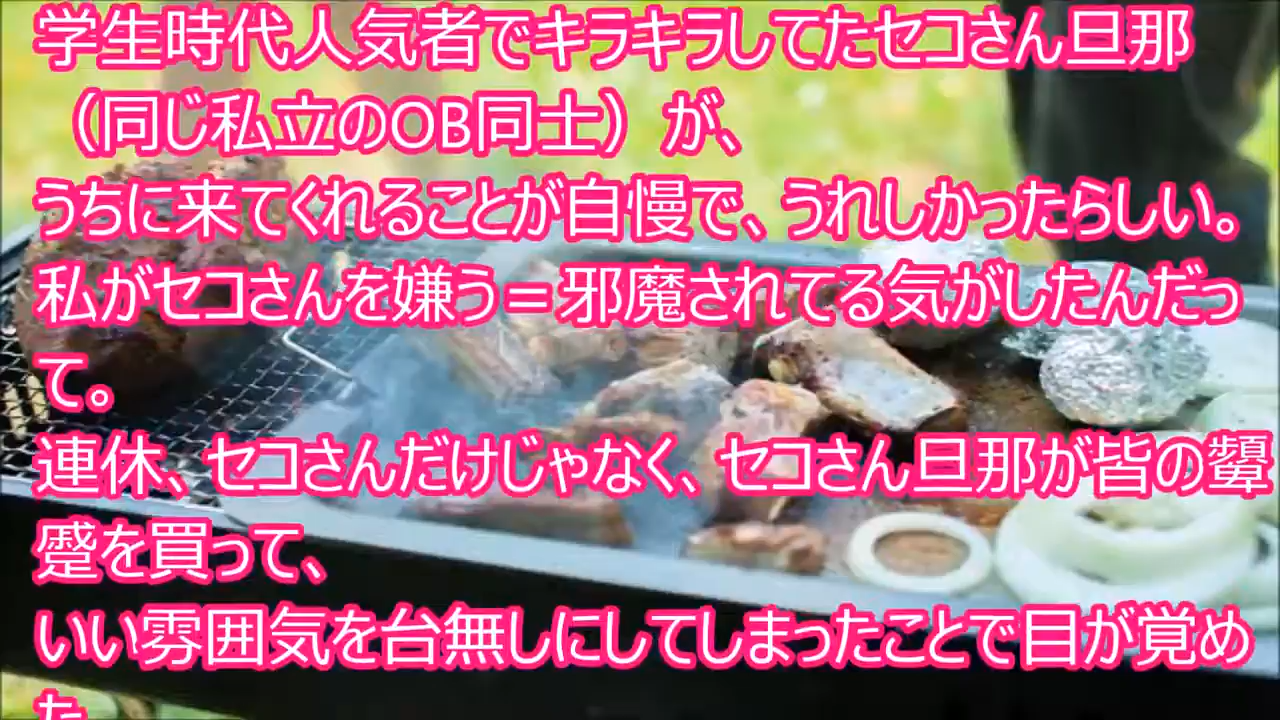 学生時代人気者でキラキラしてたセコさん旦那
（同じ私立のOB同士）が、
うちに来てくれることが自慢で、うれしかったらしい。
私がセコさんを嫌う＝邪魔されてる気がしたんだっ
て。
連休、セコさんだけじゃなく、セコさん旦那が皆の顰
蹙を買って、
いい雰囲気を台無しにしてしまったことで目が覚め
た